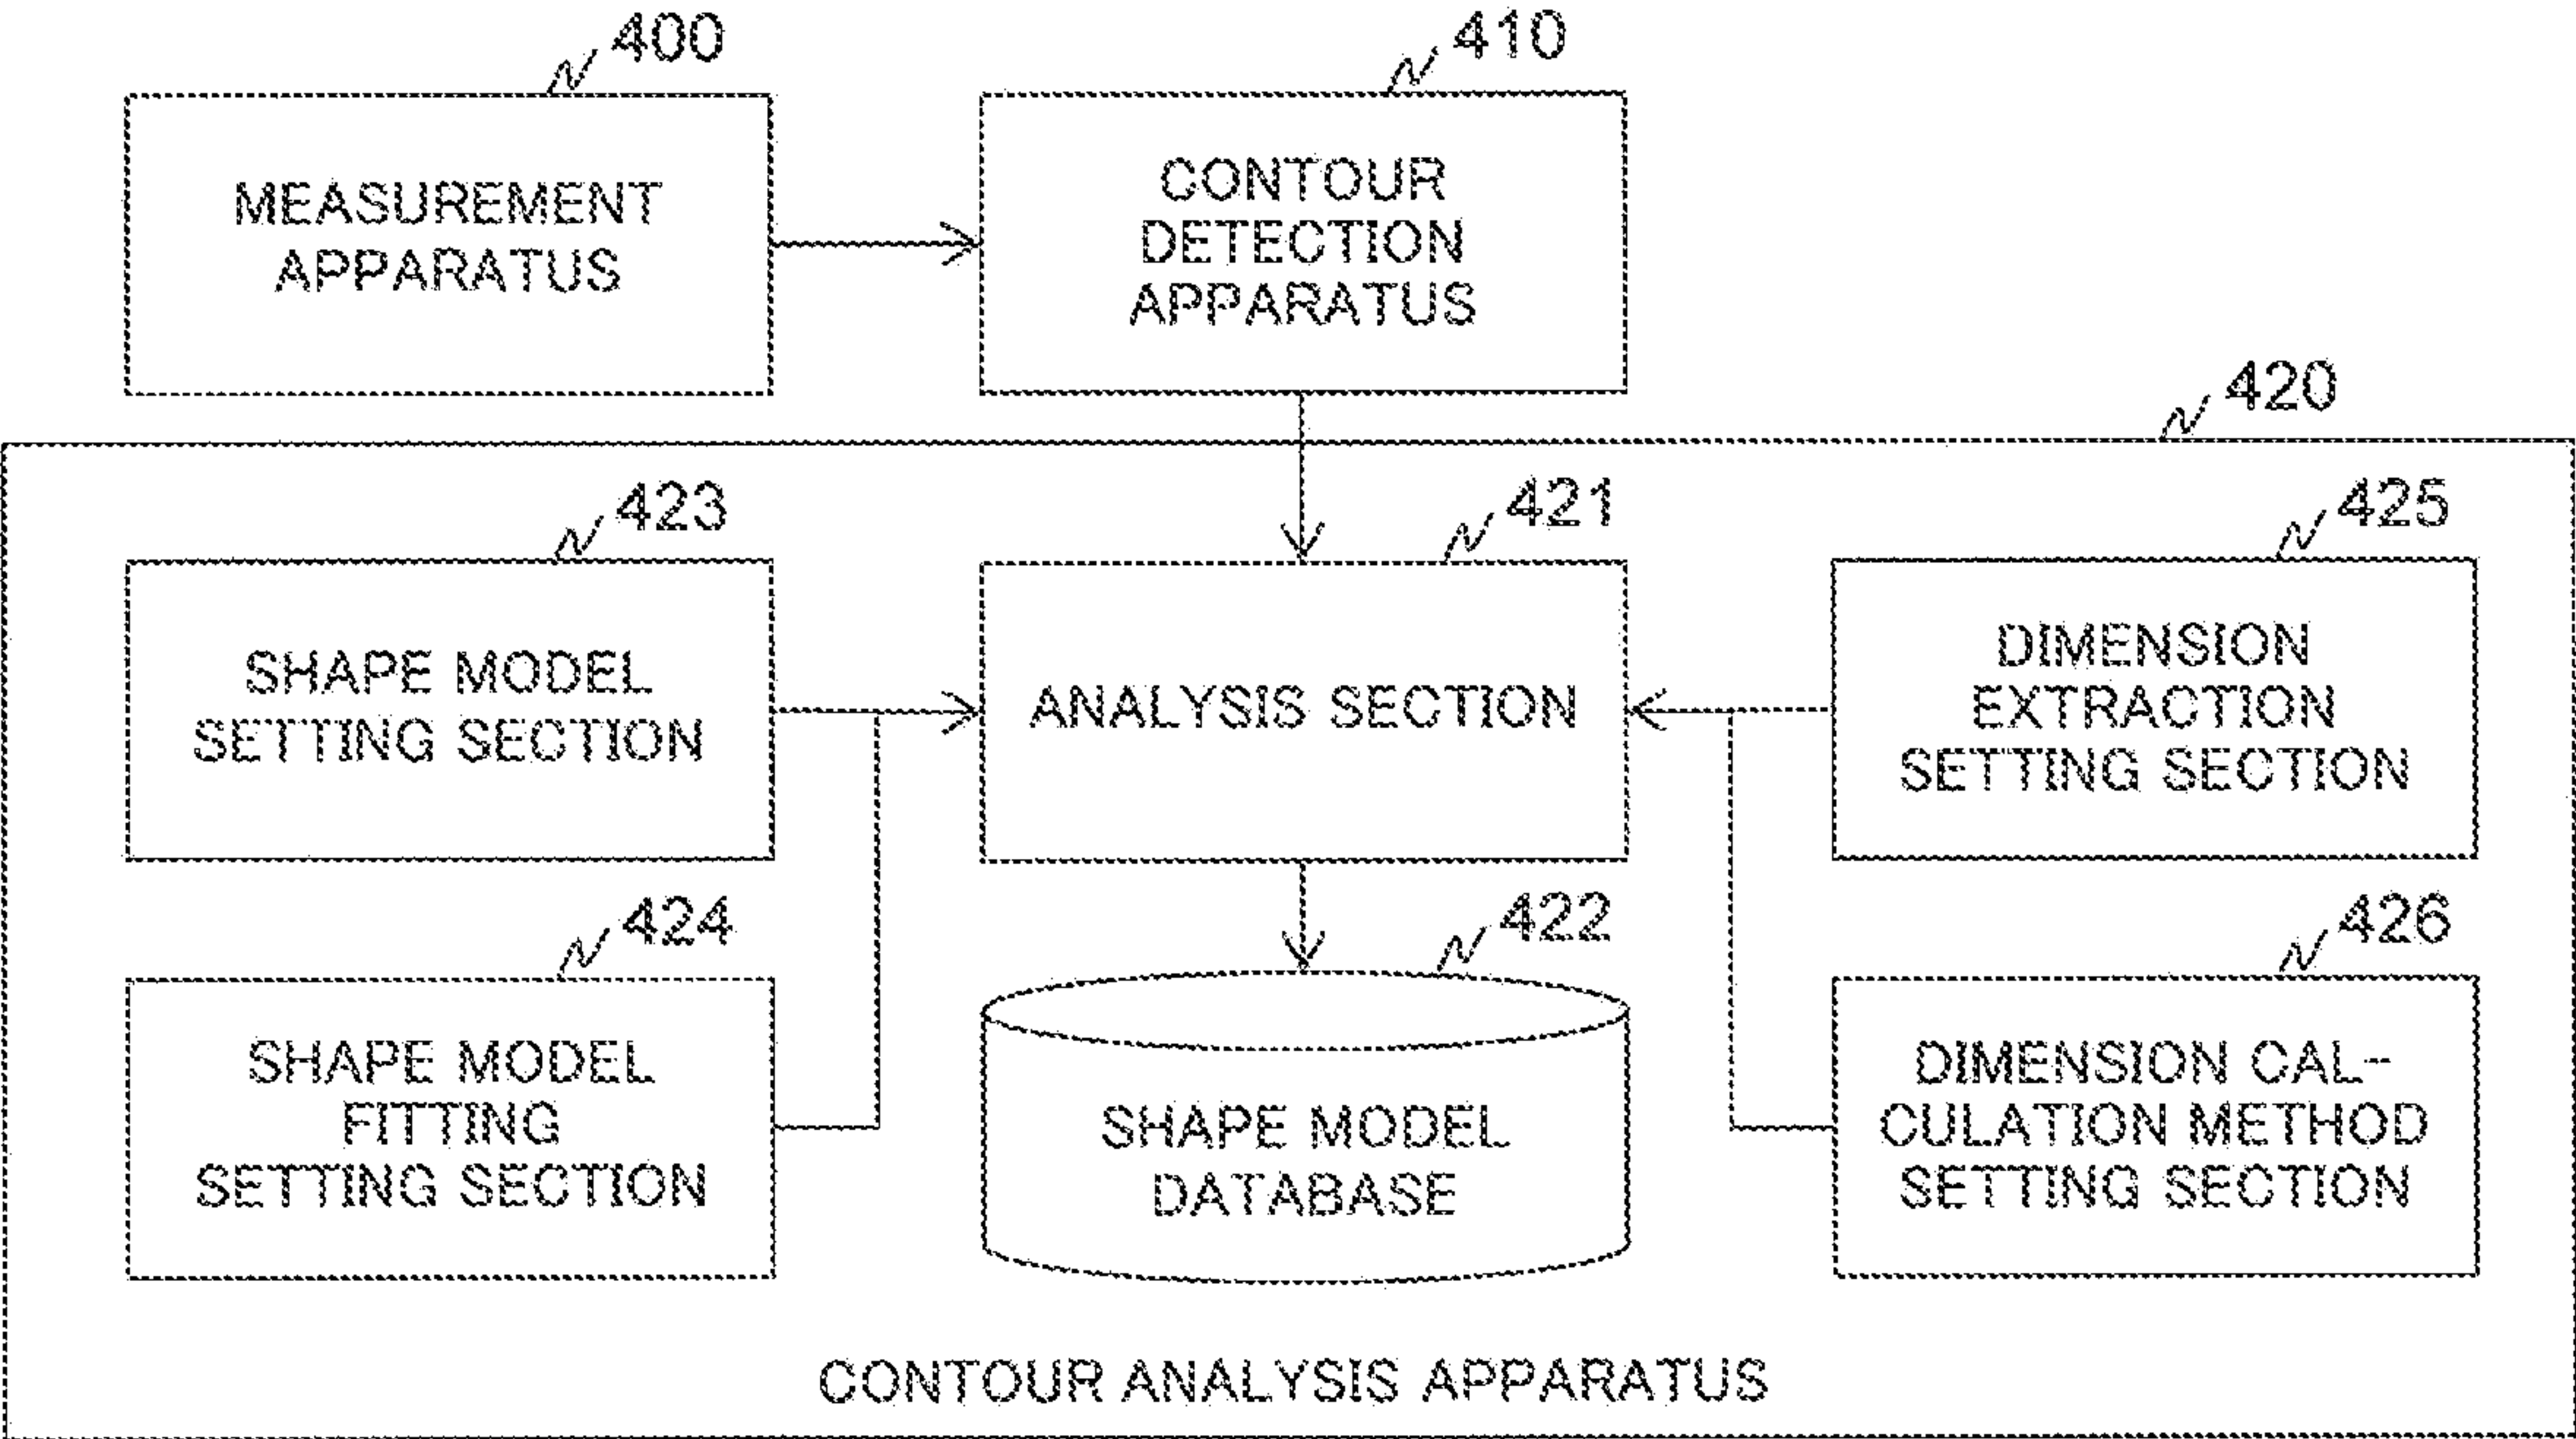 400
MEASUREMENT
APPARATUS
410
CONTOUR
DETECTION
APPARATUS
420
423
SHAPE MODEL
SETTING SECTION
421
ANALYSIS SECTION
425
DIMENSION
EXTRACTION
SETTING SECTION
424
SHAPE MODEL
FITTING
SETTING SECTION
422
SHAPE MODEL
DATABASE
426
DIMENSION CAL-
CULATION METHOD
SETTING SECTION
CONTOUR ANALYSIS APPARATUS